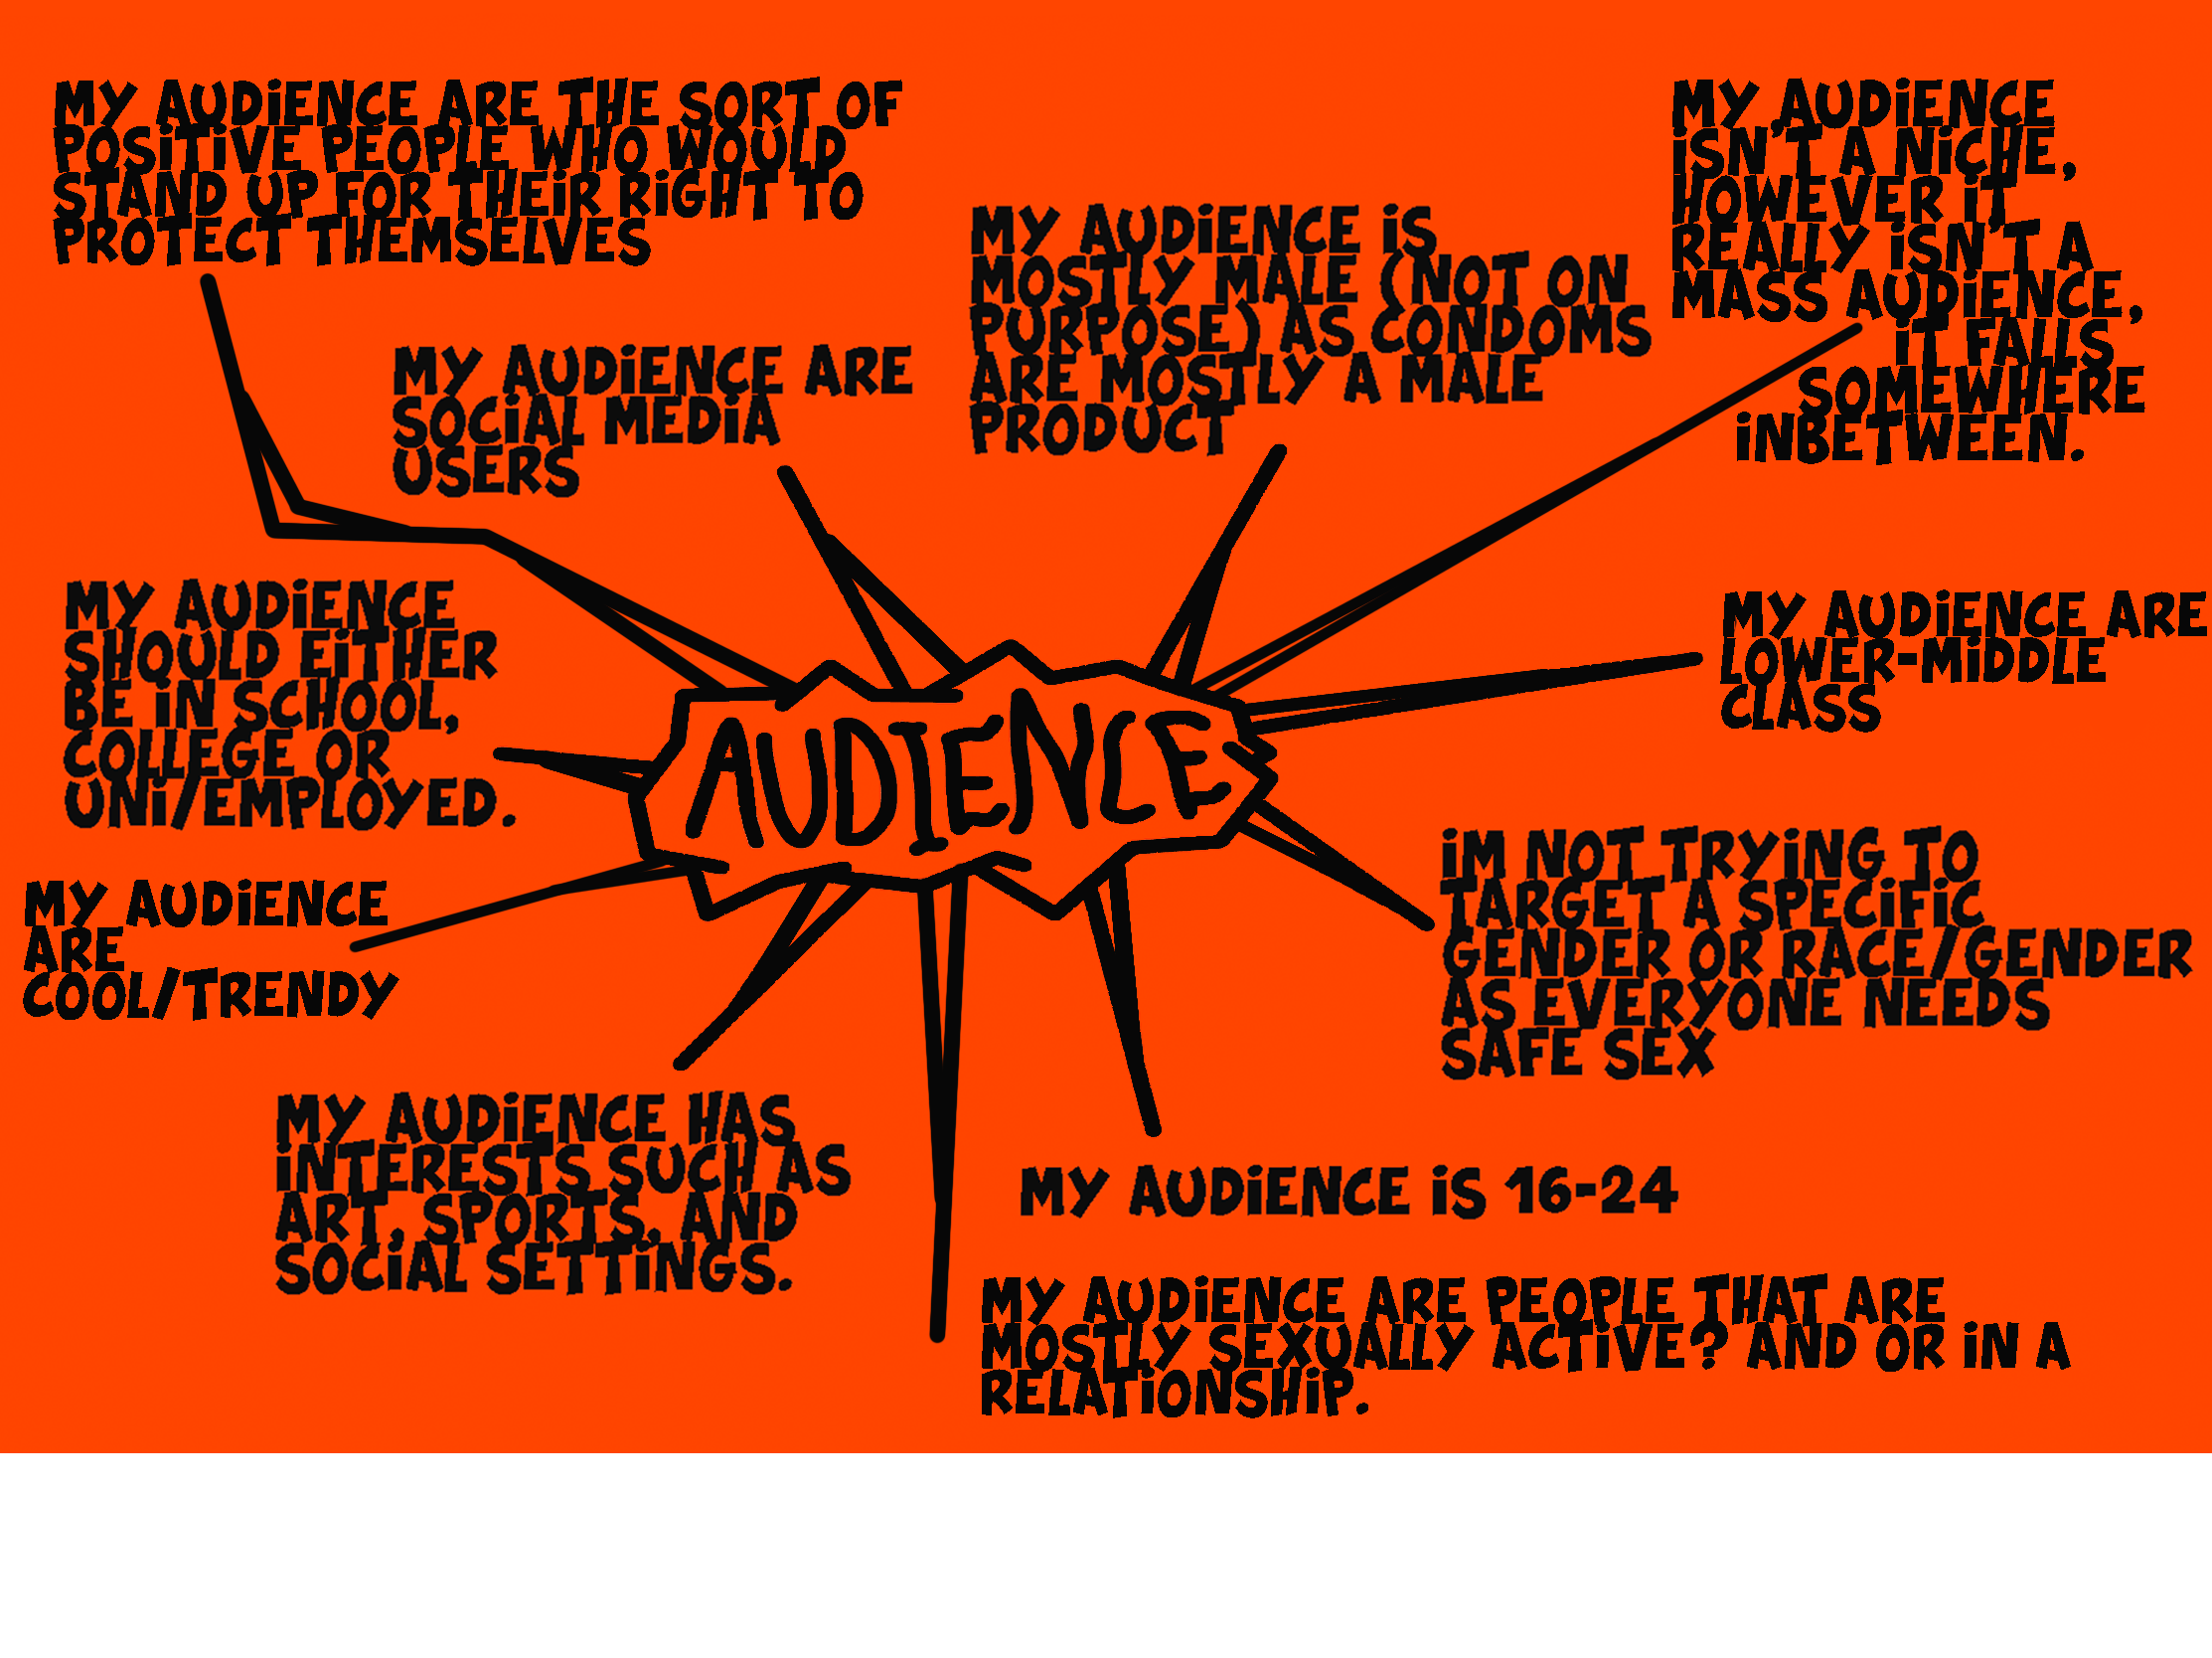 MY AUDIENCE ARE THE SORT OF
POSITIVE PEOPLE WHO WOULD
STAND UP FOR THEIR RIGHT TO
PROTECT THEMSELVES
MY AUDIENCE ARE
SOCIAL MEDIA
USERS
MY AUDIENCE IS
MOSTLY MALE (NOT ON
PURPOSE) AS CONDOMS
ARE MOSTLY A MALE
PRODUCT
MY AUDIENCE
ISN'T A NICHE,
HOWEVER IT
REALLY ISN'T A
MASS AUDIENCE,
IT FALLS
SOMEWHERE
INBETWEEN.
MY AUDIENCE
SHOULD EITHER
BE IN SCHOOL,
COLLEGE OR
UNI/EMPLOYED.
MY AUDIENCE ARE
LOWER-MIDDLE
CLASS
AUDIENCE
MY AUDIENCE
ARE
COOL/TRENDY
IM NOT TRYING TO
TARGET A SPECIFIC
GENDER OR RACE/GENDER
AS EVERYONE NEEDS
SAFE SEX
MY AUDIENCE HAS
INTERESTS SUCH AS
ART, SPORTS, AND
SOCIAL SETTINGS.
MY AUDIENCE IS 16-24
MY AUDIENCE ARE PEOPLE THAT ARE
MOSTLY SEXUALLY ACTIVE? AND OR IN A
RELATIONSHIP.